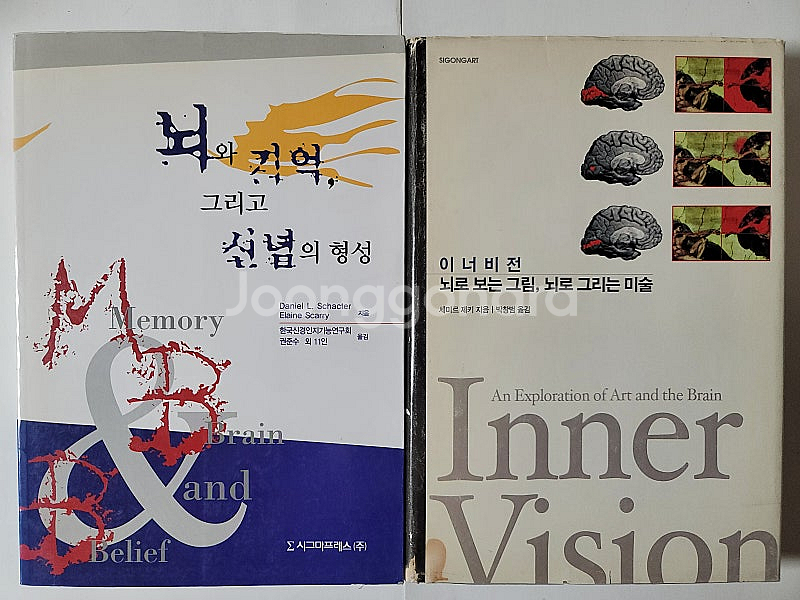 뇌와 기억,
그리고
신념의 형성
Daniel L. Schacter
Elaine Scarry
지음
한국신경인지기능연구회
권준수 외 11인
옮김
M
Memory
B
Brain
&
and
B
Belief
Σ 시그마프레스(주)
SIGONGART
이너비전
뇌로 보는 그림, 뇌로 그리는 미술
세미르 제키 지음 | 박창범 옮김
An Exploration of Art and the Brain
Inner
Vision
Joonggonara